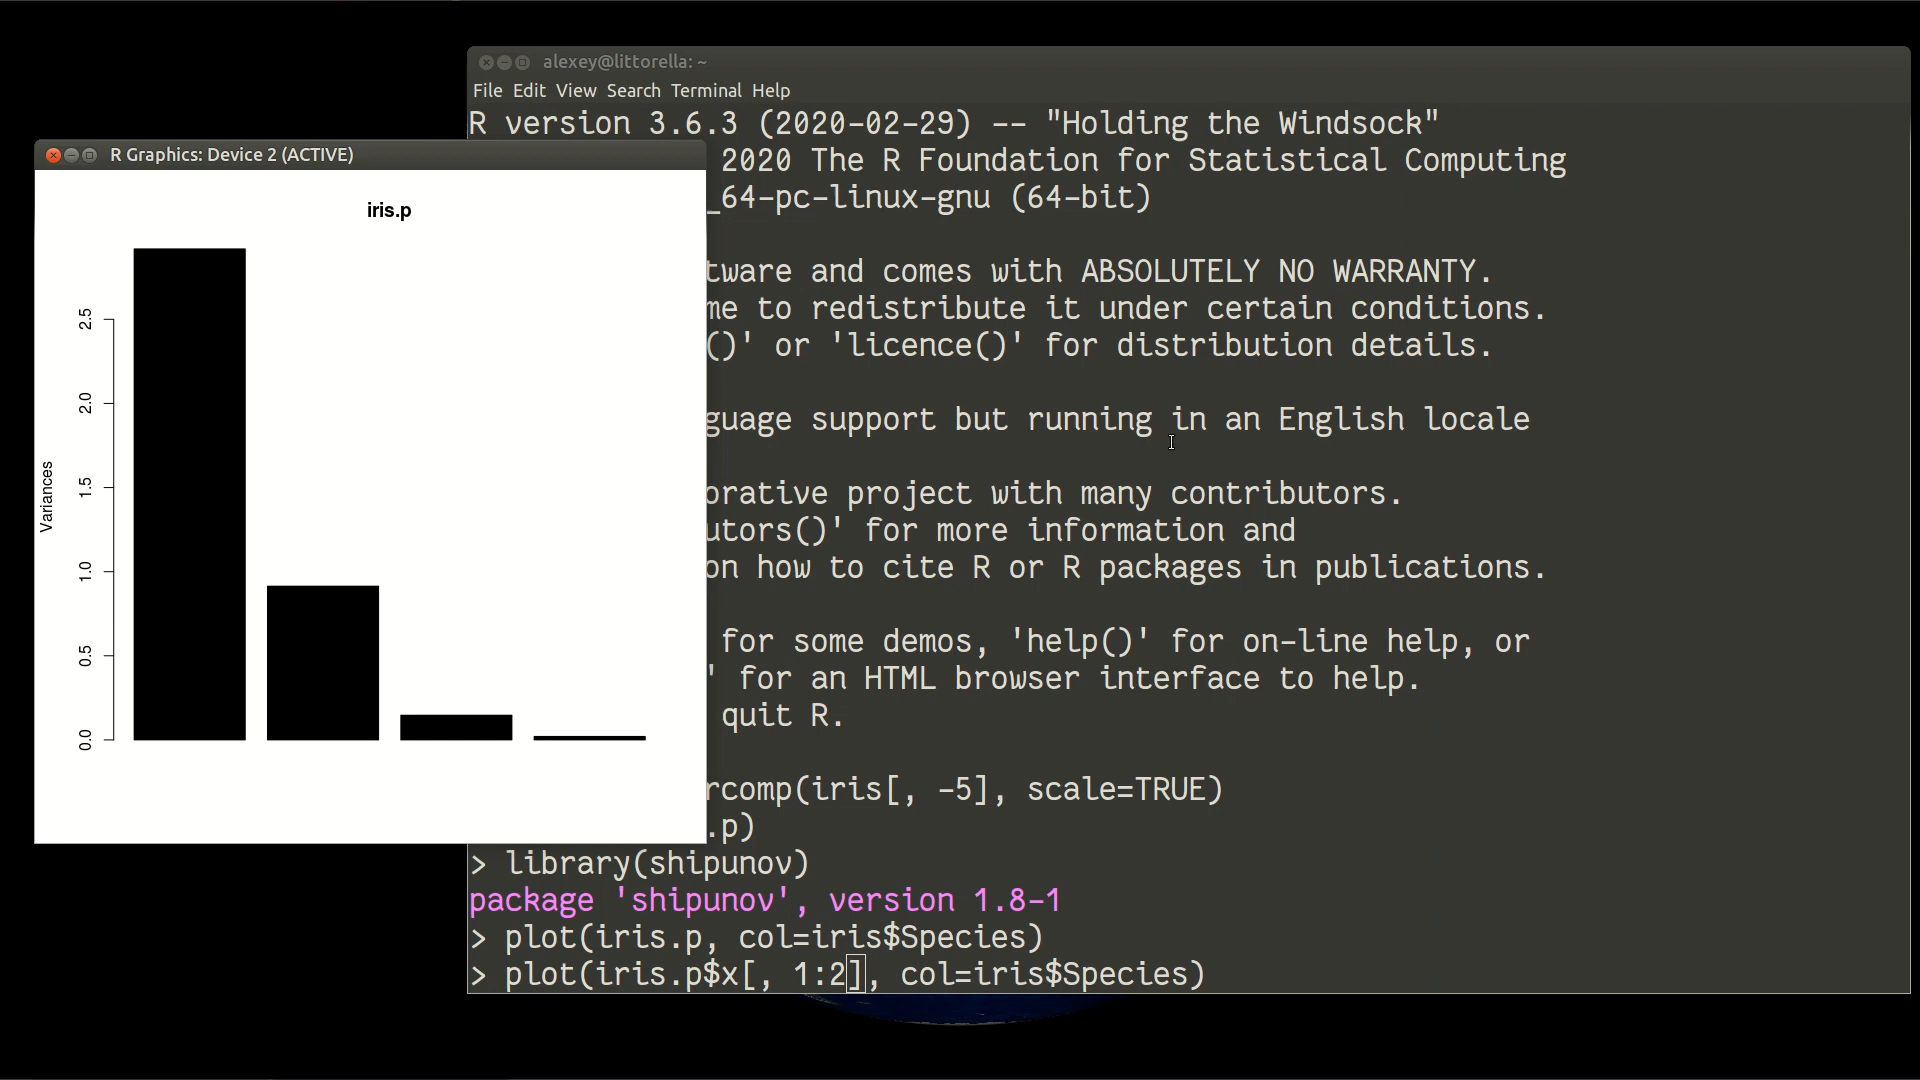 alexey@littorella: ~
File Edit View Search Terminal Help
R version 3.6.3 (2020-02-29) -- "Holding the Windsock"
2020 The R Foundation for Statistical Computing
_64-pc-linux-gnu (64-bit)
tware and comes with ABSOLUTELY NO WARRANTY.
me to redistribute it under certain conditions.
()' or 'licence()' for distribution details.
guage support but running in an English locale
orative project with many contributors.
utors()' for more information and
on how to cite R or R packages in publications.
for some demos, 'help()' for on-line help, or
' for an HTML browser interface to help.
quit R.
rcomp(iris[, -5], scale=TRUE)
.p)
> library(shipunov)
package 'shipunov', version 1.8-1
> plot(iris.p, col=iris$Species)
> plot(iris.p$x[, 1:2], col=iris$Species)
R Graphics: Device 2 (ACTIVE)
iris.p
Variances
2.5
2.0
1.5
1.0
0.5
0.0